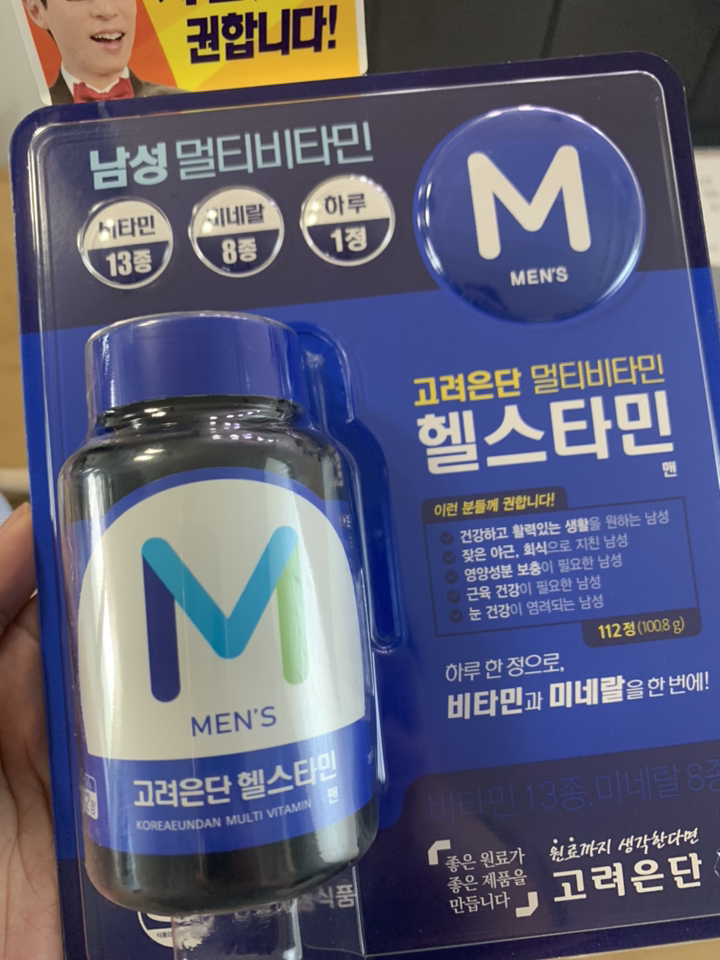 권합니다!
남성 멀티비타민
비타민
13종
미네랄
8종
하루
1정
M
MEN'S
고려은단 멀티비타민
헬스타민
맨
이런 분들께 권합니다!
건강하고 활력있는 생활을 원하는 남성
잦은 야근, 회식으로 지친 남성
영양성분 보충이 필요한 남성
근육 건강이 필요한 남성
눈 건강이 염려되는 남성
112정 (100.8 g)
하루 한 정으로,
비타민과 미네랄을 한 번에!
비타민 13종, 미네랄 8종
좋은 원료가
좋은 제품을
만듭니다
원료까지 생각한다면
고려은단
M
MEN'S
고려은단 헬스타민
맨
KOREAEUNDAN MULTI VITAMIN